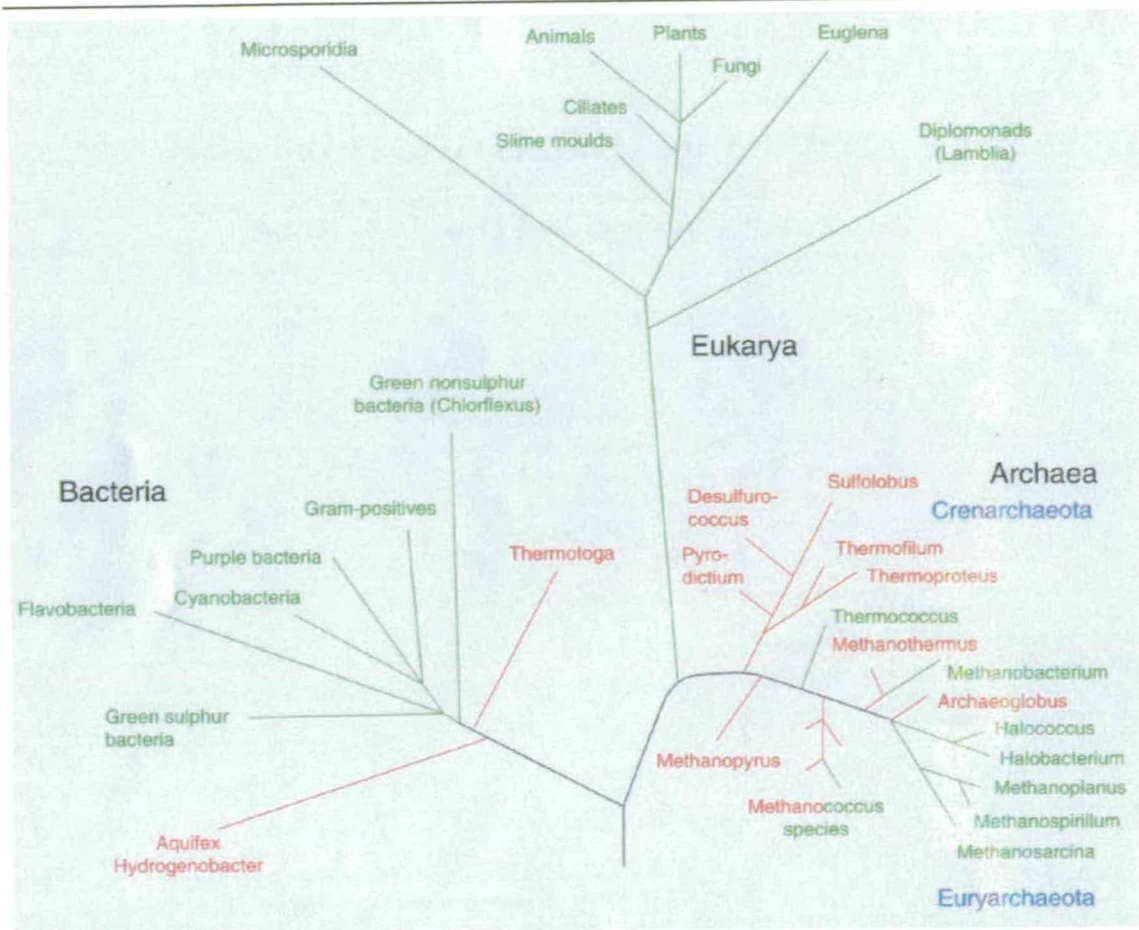 Microsporidia
Animals
Plants
Euglena
Fungi
Ciliates
Slime moulds
Diplomonads
(Lamblia)
Eukarya
Green nonsulphur
bacteria (Chlorflexus)
Bacteria
Gram-positives
Purple bacteria
Cyanobacteria
Flavobacteria
Thermotoga
Green sulphur
bacteria
Aquifex
Hydrogenobacter
Archaea
Crenarchaeota
Sulfolobus
Desulfuro-
coccus
Pyro-
dictium
Thermofilum
Thermoproteus
Thermococcus
Methanothermus
Methanobacterium
Archaeoglobus
Halococcus
Halobacterium
Methanoplanus
Methanospirillum
Methanosarcina
Methanopyrus
Methanococcus
species
Euryarchaeota